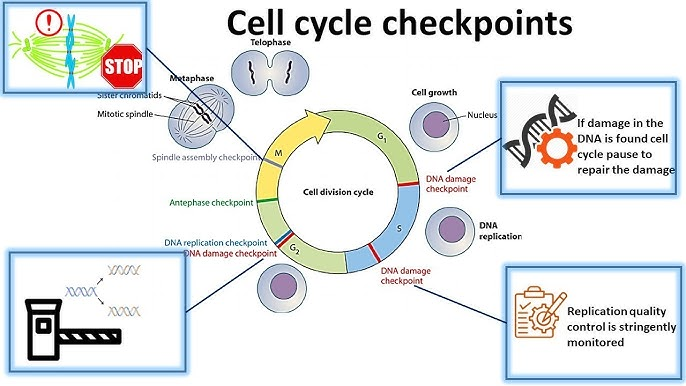 Cell cycle checkpoints
STOP
Telophase
Metaphase
Sister chromatids
Mitotic spindle
Spindle assembly checkpoint
Antephase checkpoint
DNA replication checkpoint
DNA damage checkpoint
M
G1
S
G2
Cell division cycle
Cell growth
Nucleus
DNA damage
checkpoint
DNA
replication
DNA damage
checkpoint
If damage in the
DNA is found cell
cycle pause to
repair the damage
Replication quality
control is stringently
monitored